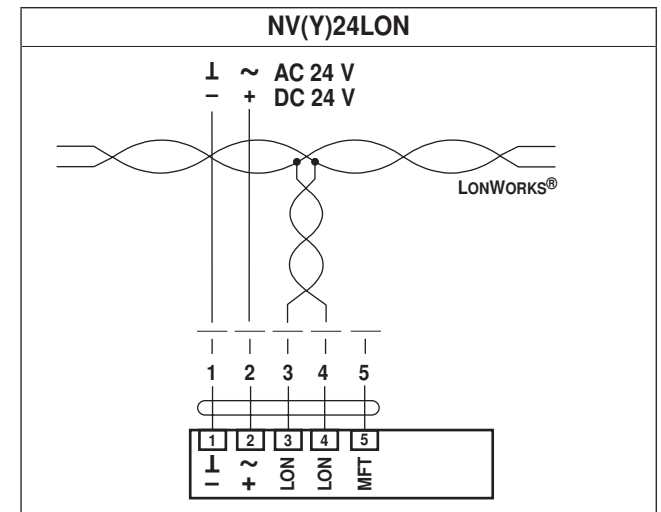 NV(Y)24LON
⊥ ~ AC 24 V
– + DC 24 V
LONWORKS®
1 2 3 4 5
1 2 3 4 5
⊥ ~ LON LON MFT
– +